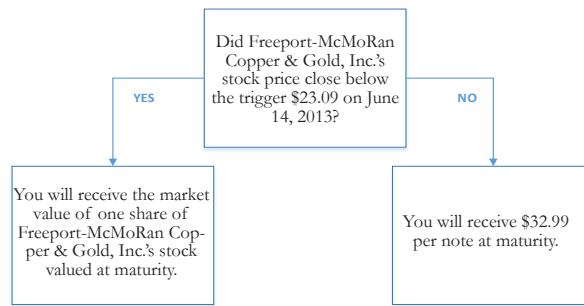 Did Freeport-McMoRan
Copper & Gold, Inc.'s
stock price close below
the trigger $23.09 on June
14, 2013?
YES
NO
You will receive the market
value of one share of
Freeport-McMoRan Cop-
per & Gold, Inc.'s stock
valued at maturity.
You will receive $32.99
per note at maturity.